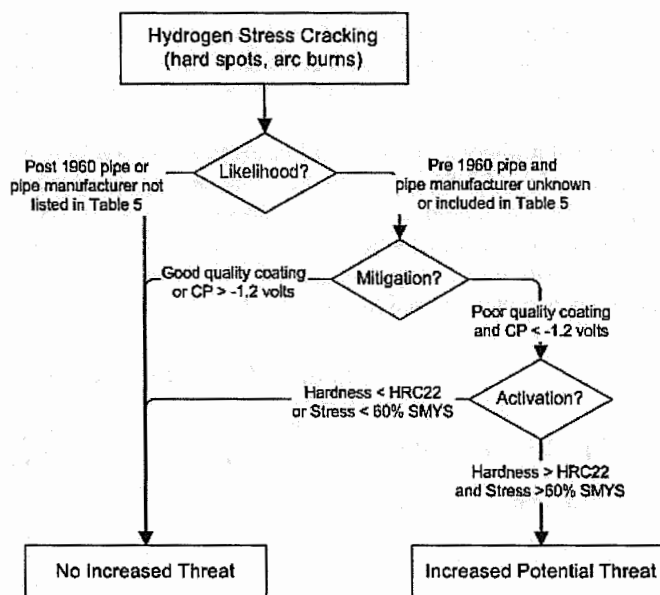 Hydrogen Stress Cracking
(hard spots, arc burns)
Post 1960 pipe or
pipe manufacturer not
listed in Table 5
Likelihood?
Pre 1960 pipe and
pipe manufacturer unknown
or included in Table 5
Good quality coating
or CP > -1.2 volts
Mitigation?
Poor quality coating
and CP < -1.2 volts
Hardness < HRC22
or Stress < 60% SMYS
Activation?
Hardness > HRC22
and Stress >60% SMYS
No Increased Threat
Increased Potential Threat